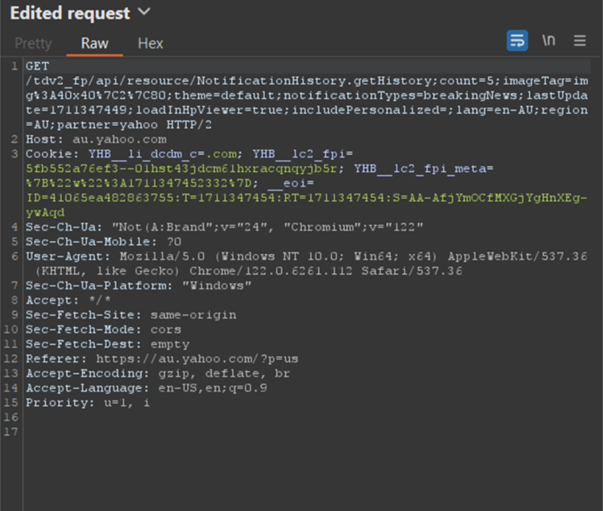 Edited request
Pretty Raw Hex \n
1 GET
/tdv2_fp/api/resource/NotificationHistory.getHistory;count=5;imageTag=im
g%3A40x40%7C2%7C80;theme=default;notificationTypes=breakingNews;lastUpda
te=1711347449;loadInHpViewer=true;includePersonalized=;lang=en-AU;region
=AU;partner=yahoo HTTP/2
2 Host: au.yahoo.com
3 Cookie: YHB__li_dcdm_c=.com; YHB__lc2_fpi=
5fb552a76ef3--01hst43jdcm61hxracqnqyjb5r; YHB__lc2_fpi_meta=
%7B%22w%22%3A1711347452332%7D; __eoi=
ID=41065ea482863755:T=1711347454:RT=1711347454:S=AA-AfjYmOCfMXGjYgHnXEg-
ywAqd
4 Sec-Ch-Ua: "Not(A:Brand";v="24", "Chromium";v="122"
5 Sec-Ch-Ua-Mobile: ?0
6 User-Agent: Mozilla/5.0 (Windows NT 10.0; Win64; x64) AppleWebKit/537.36
(KHTML, like Gecko) Chrome/122.0.6261.112 Safari/537.36
7 Sec-Ch-Ua-Platform: "Windows"
8 Accept: */*
9 Sec-Fetch-Site: same-origin
10 Sec-Fetch-Mode: cors
11 Sec-Fetch-Dest: empty
12 Referer: https://au.yahoo.com/?p=us
13 Accept-Encoding: gzip, deflate, br
14 Accept-Language: en-US,en;q=0.9
15 Priority: u=1, i
16
17